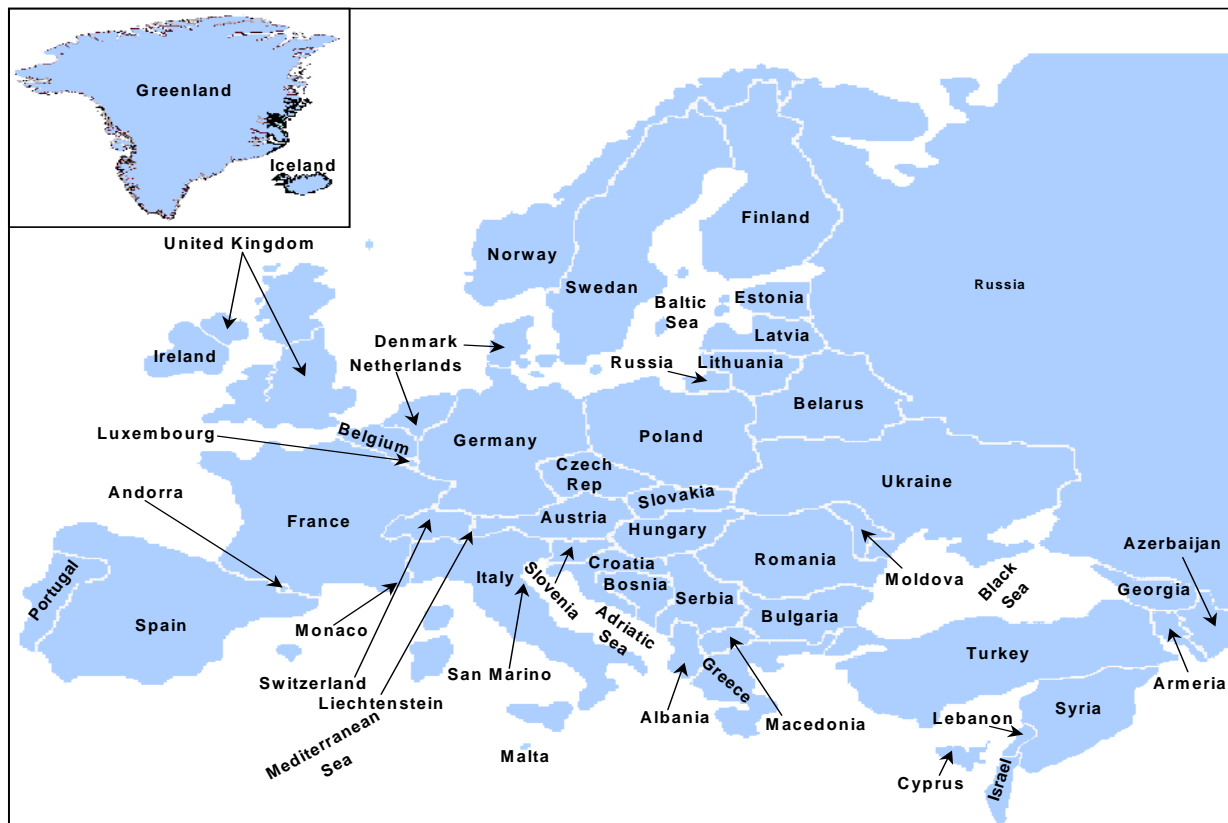 Greenland
Iceland
United Kingdom
Norway
Finland
Swedan
Russia
Baltic
Sea
Estonia
Ireland
Denmark
Latvia
Netherlands
Russia
Lithuania
Belarus
Luxembourg
Belgium
Germany
Poland
Czech
Rep
Ukraine
Andorra
Slovakia
France
Austria
Hungary
Azerbaijan
Romania
Croatia
Moldova
Black
Sea
Portugal
Italy
Slovenia
Bosnia
Georgia
Serbia
Spain
Monaco
Adriatic
Sea
Bulgaria
Turkey
San Marino
Switzerland
Liechtenstein
Greece
Armeria
Mediterranean
Sea
Albania
Macedonia
Lebanon
Syria
Malta
Cyprus
Israel